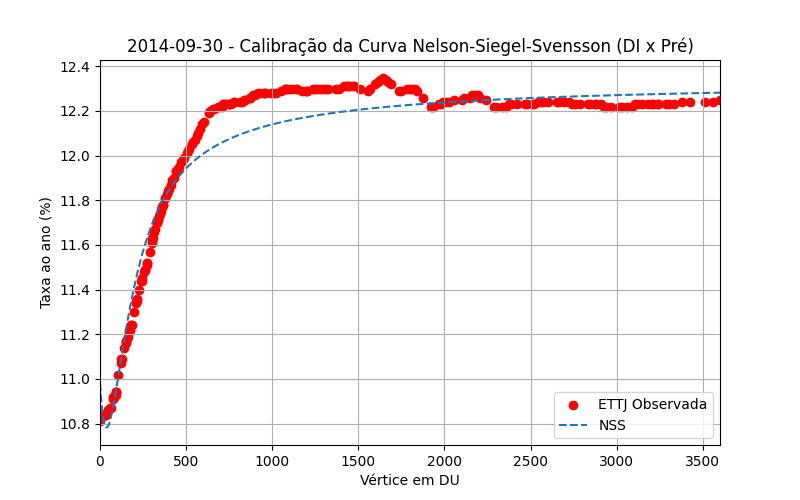 2014-09-30 - Calibração da Curva Nelson-Siegel-Svensson (DI x Pré)
12.4
12.2
12.0
11.8
11.6
11.4
11.2
11.0
10.8
Taxa ao ano (%)
ETTJ Observada
NSS
0 500 1000 1500 2000 2500 3000 3500
Vértice em DU